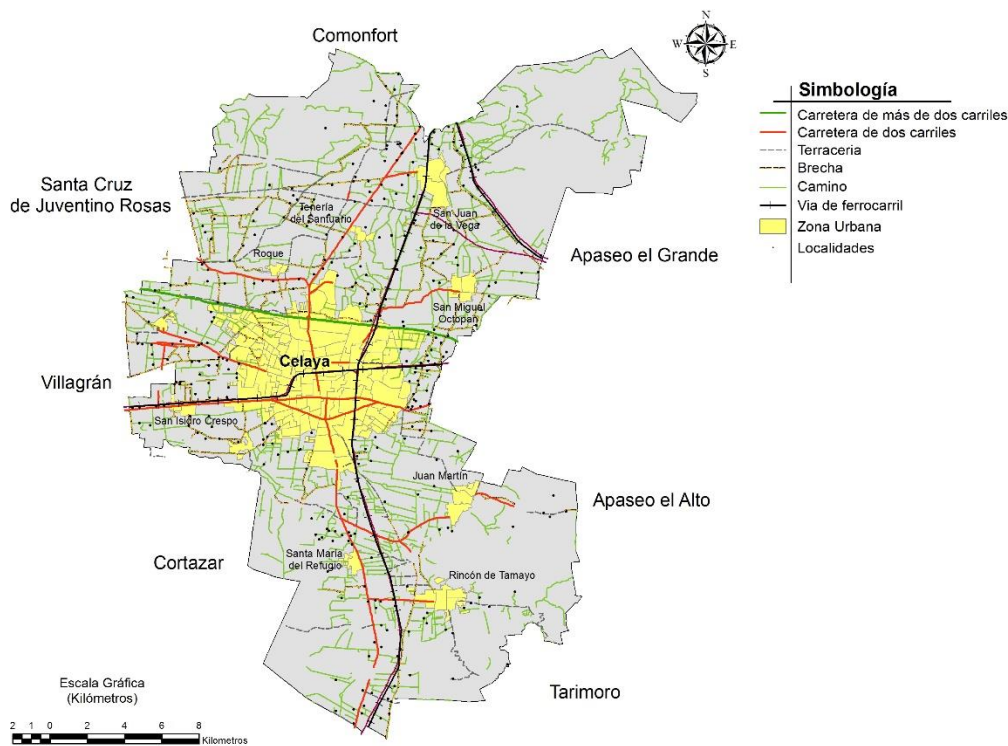 Comonfort
N
W E
S
Simbología
Carretera de más de dos carriles
Carretera de dos carriles
Terraceria
Brecha
Camino
Via de ferrocarril
Zona Urbana
Localidades
Santa Cruz
de Juventino Rosas
Tenería
del Santuario
San Juan
de la Vega
Roque
Apaseo el Grande
San Miguel
Octopan
Celaya
Villagrán
San Isidro Crespo
Juan Martín
Apaseo el Alto
Cortazar
Santa María
del Refugio
Rincón de Tamayo
Tarimoro
Escala Gráfica
(Kilómetros)
2 1 0 2 4 6 8
Kilometros